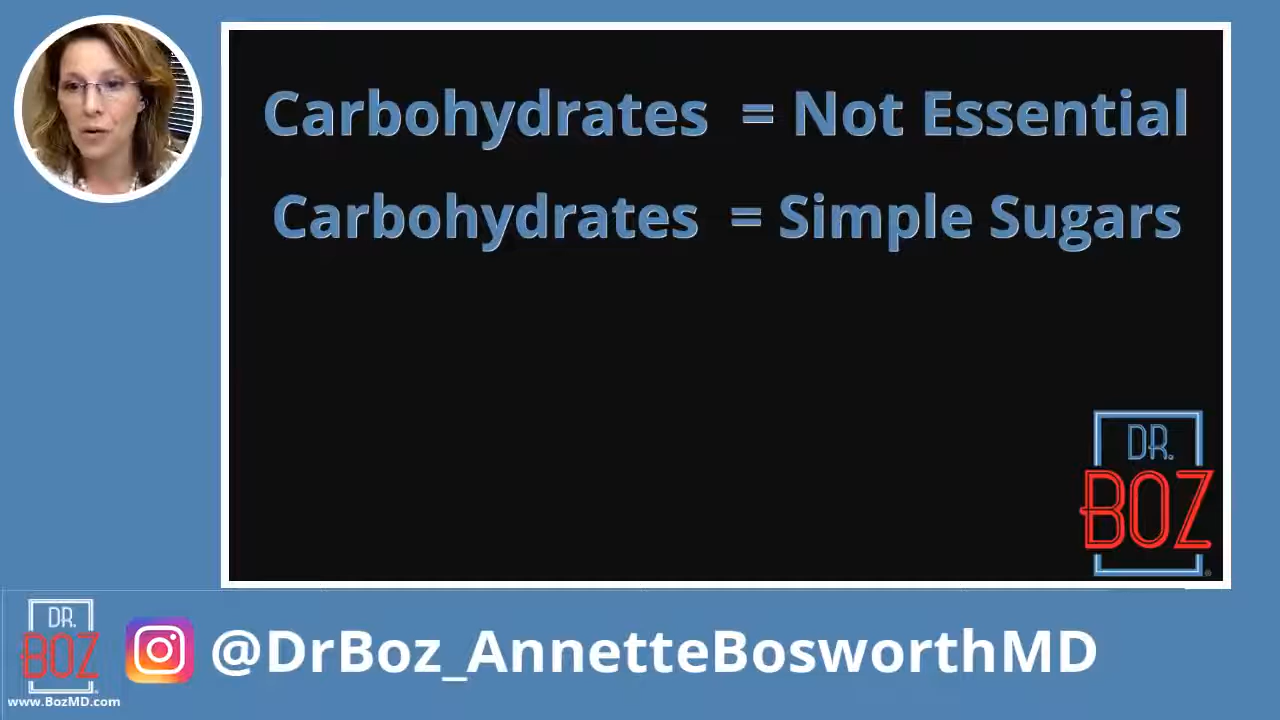 Carbohydrates = Not Essential
Carbohydrates = Simple Sugars
DR.
BOZ
®
DR.
BOZ
@DrBoz_AnnetteBosworthMD
www.BozMD.com